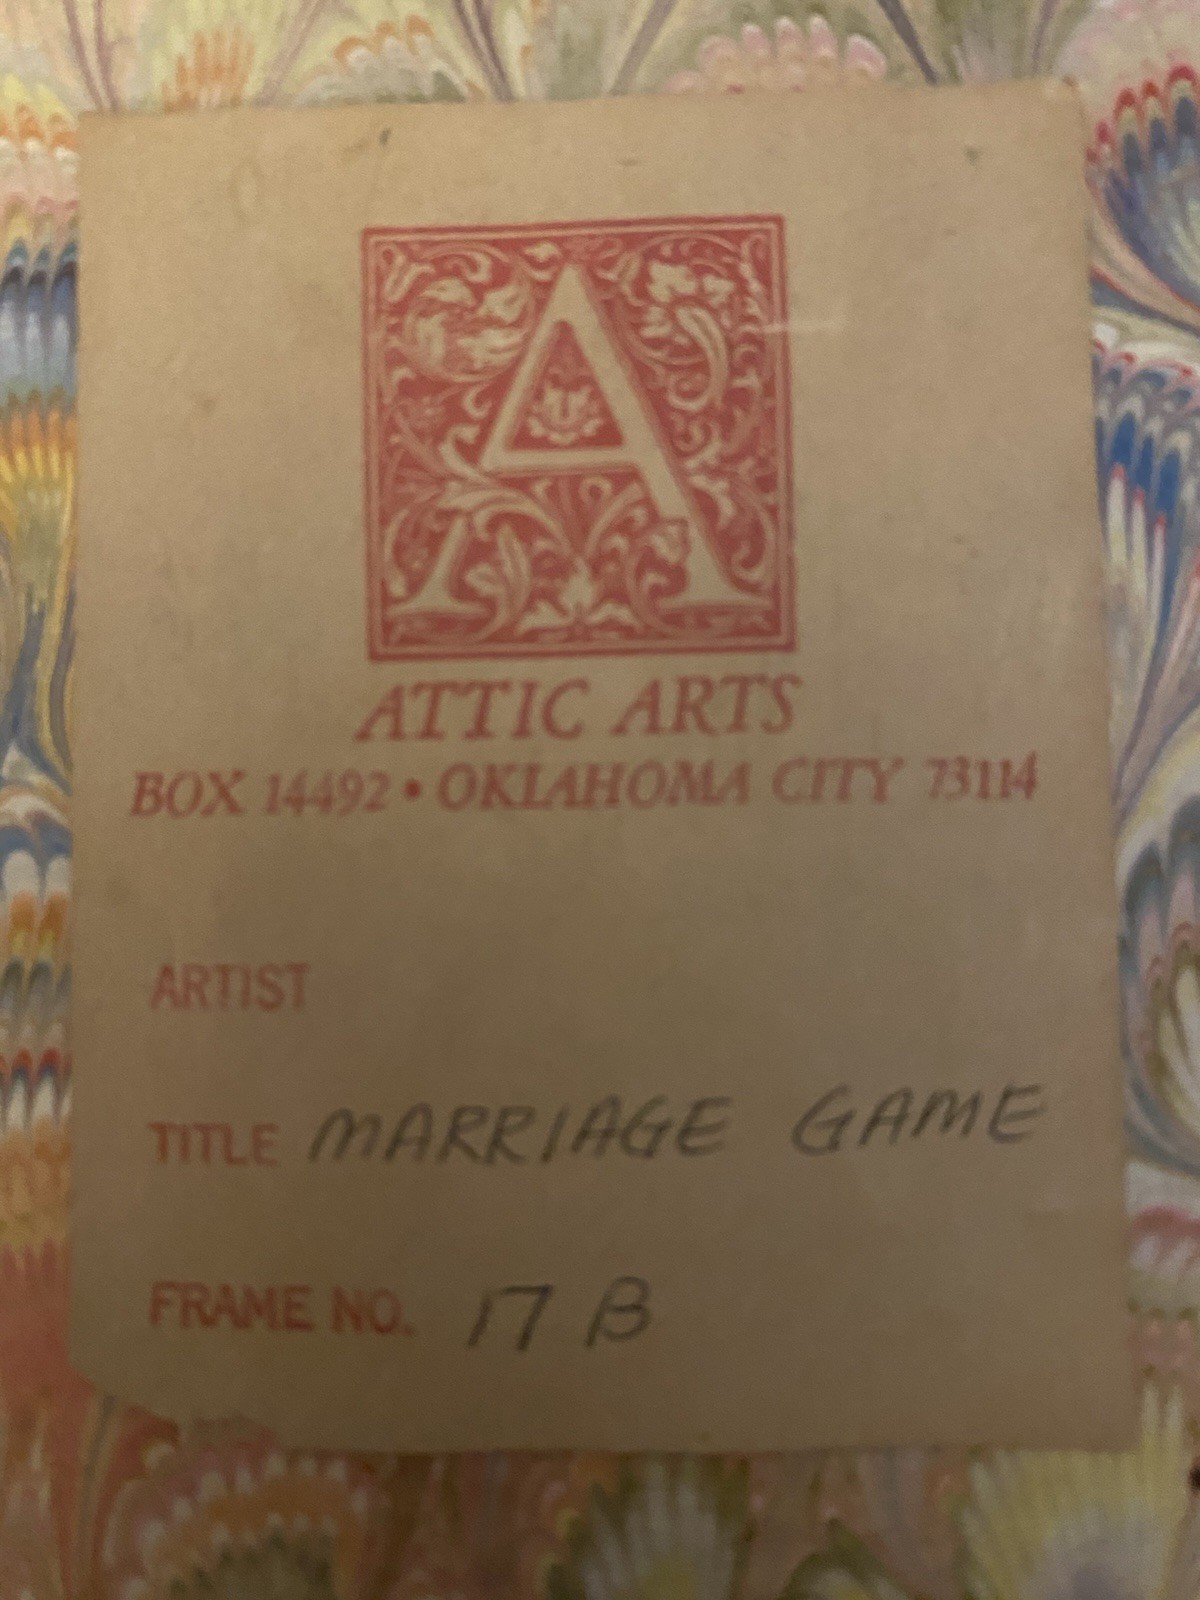 A
ATTIC ARTS
BOX 14492 • OKLAHOMA CITY 73114
ARTIST
TITLE MARRIAGE GAME
FRAME NO. 17 B